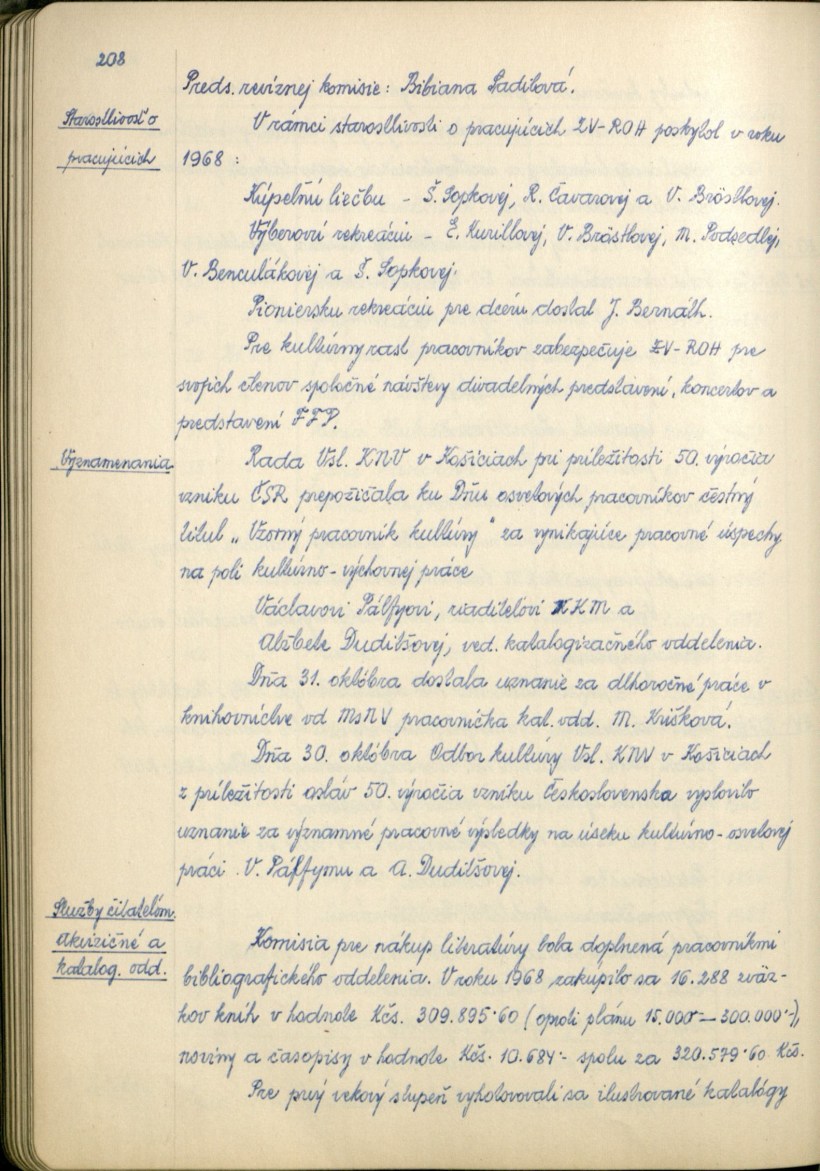 208
Preds. revíznej komisie: Bibiana Ladilová.
Starostlivosť o
pracujúcich
V rámci starostlivosti o pracujúcich ZV-ROH poskytol v roku
1968 :
Kúpelnú liečbu - Š. Sopkovej, R. Čavarovej a V. Bröstlovej.
Výberovú rekreáciu - E. Kurillovej, V. Bröstlovej, M. Podsedlej,
V. Benculákovej a Š. Sopkovej.
Pioniersku rekreáciu pre dcéru dostal J. Bernáth.
Pre kultúrny rast pracovníkov zabezpečuje ZV-ROH pre
svojich členov spoločné návštevy divadelných predstavení, koncertov a
predstavení FFP.
Vyznamenania
Rada Vsl. KNV v Košiciach pri príležitosti 50. výročia
vzniku ČSR prepožičala ku Dňu osvetových pracovníkov čestný
titul „ Vzorný pracovník kultúry " za vynikajúce pracovné úspechy
na poli kultúrno-výchovnej práce
Václavovi Pálfyovi, riaditeľovi KM a
Alžbete Dudišovej, ved. katalogizačného oddelenia.
Dňa 31. októbra dostala uznanie za dlhoročné práce v
knihovníctve od MsNV pracovníčka kat. odd. M. Krišková.
Dňa 30. októbra Odbor kultúry Vsl. KNV v Košiciach
z príležitosti osláv 50. výročia vzniku Československa vyslovilo
uznanie za významné pracovné výsledky na úseku kultúrno-osvetovej
práci V. Pálffymu a A. Dudišovej.
Služby čitateľom.
Akvizičné a
katalog. odd.
Komisia pre nákup literatúry bola doplnená pracovníkmi
bibliografického oddelenia. V roku 1968 zakúpilo sa 16.288 zväz-
kov kníh v hodnote Kčs. 309.895·60 (oproti plánu 15.000 – 300.000·-),
noviny a časopisy v hodnote Kčs. 10.684·- spolu za 320.579·60 Kčs.
Pre prvý vekový stupeň vyhotovovali sa ilustrované katalógy